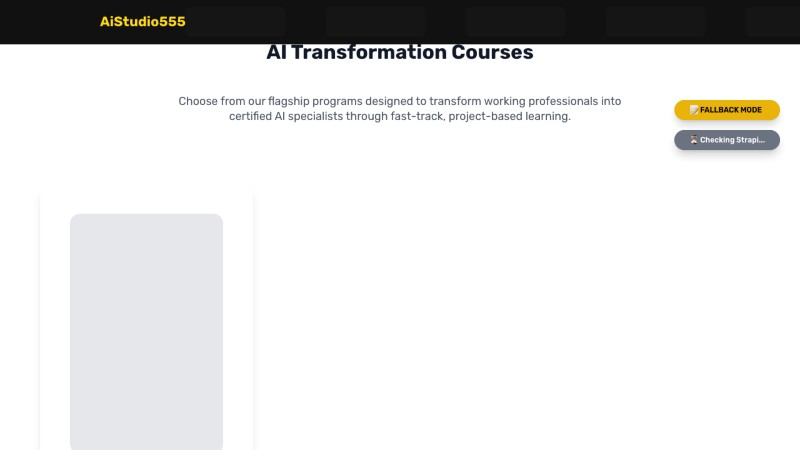 AiStudio555
AI Transformation Courses
Choose from our flagship programs designed to transform working professionals into
certified AI specialists through fast-track, project-based learning.
📝FALLBACK MODE
⏳Checking Strapi...